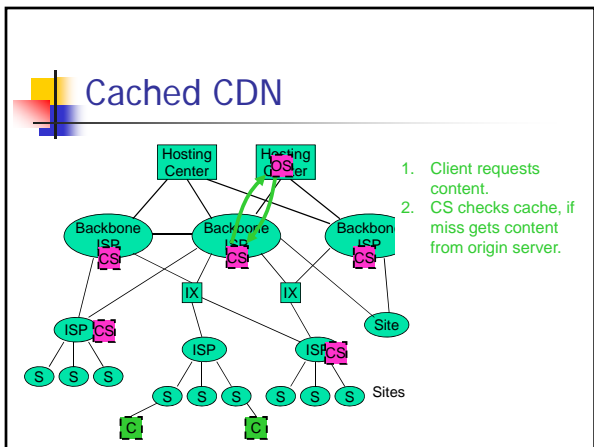 Cached CDN
Hosting
Center
Hosting
Center
OS
1. Client requests
content.
2. CS checks cache, if
miss gets content
from origin server.
Backbone
ISP
CS
Backbone
ISP
CS
Backbone
ISP
CS
IX
IX
Site
ISP
CS
ISP
ISP
CS
S
S
S
S
S
S
S
S
S
Sites
C
C